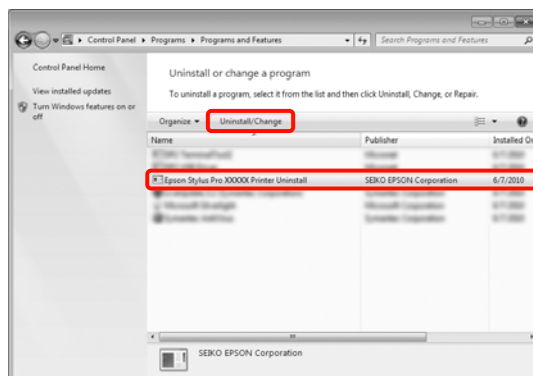 Control Panel ▸ Programs ▸ Programs and Features
Search Programs and Features
Control Panel Home
View installed updates
Turn Windows features on or
off
Uninstall or change a program
To uninstall a program, select it from the list and then click Uninstall, Change, or Repair.
Organize Uninstall/Change
Name Publisher Installed On
Epson Stylus Pro XXXXX Printer Uninstall SEIKO EPSON Corporation 6/7/2010
SEIKO EPSON Corporation